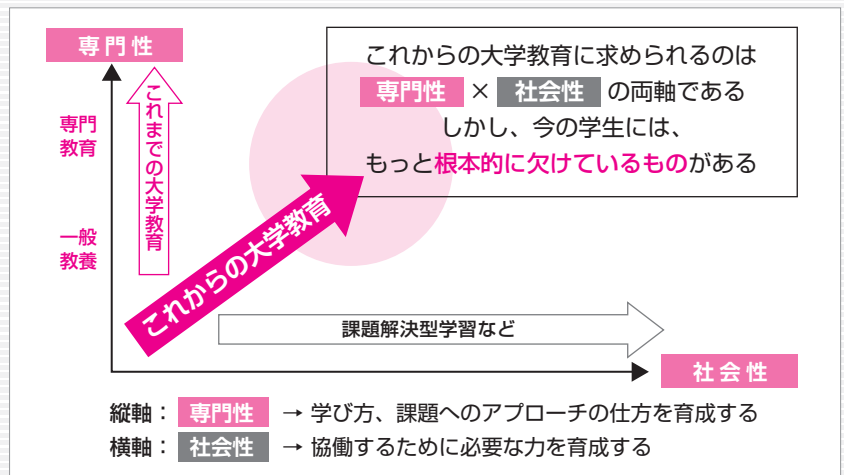 専門性
これからの大学教育に求められるのは
専門性 × 社会性 の両軸である
しかし、今の学生には、
もっと根本的に欠けているものがある
専門
教育
一般
教養
これまでの大学教育
これからの大学教育
課題解決型学習など
社会性
縦軸： 専門性 → 学び方、課題へのアプローチの仕方を育成する
横軸： 社会性 → 協働するために必要な力を育成する